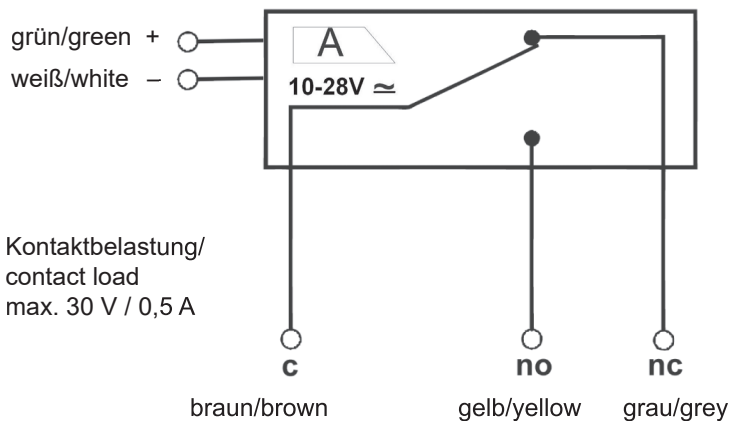 grün/green +
weiß/white –
A
10-28V ≃
Kontaktbelastung/
contact load
max. 30 V / 0,5 A
c no nc
braun/brown gelb/yellow grau/grey